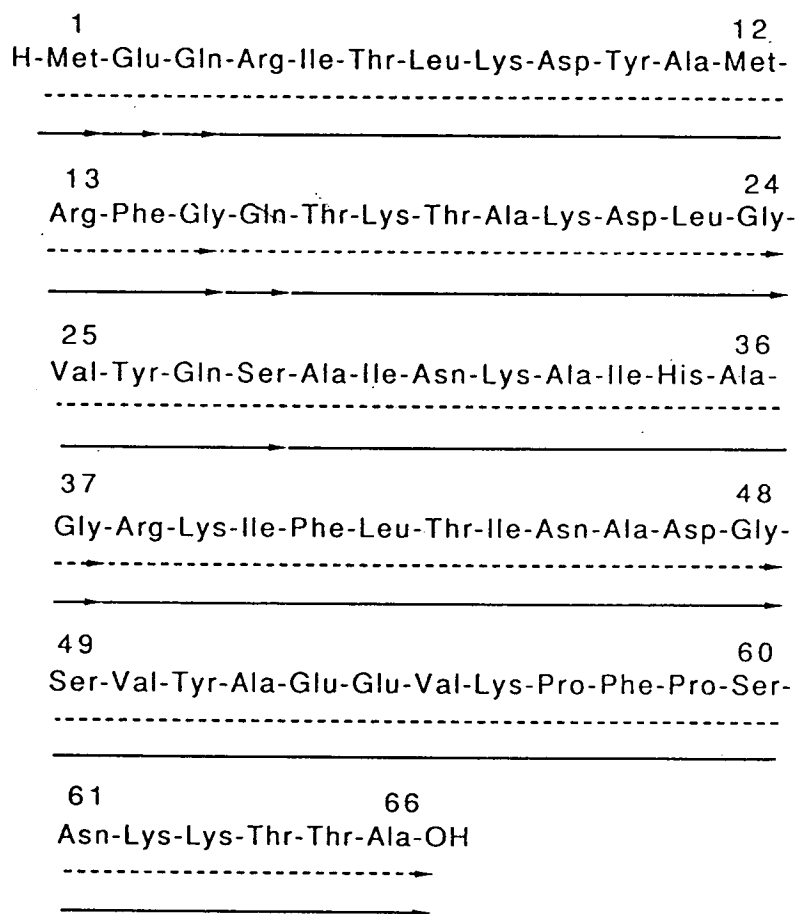 1 12
H-Met-Glu-Gln-Arg-Ile-Thr-Leu-Lys-Asp-Tyr-Ala-Met-
13 24
Arg-Phe-Gly-Gln-Thr-Lys-Thr-Ala-Lys-Asp-Leu-Gly-
25 36
Val-Tyr-Gln-Ser-Ala-Ile-Asn-Lys-Ala-Ile-His-Ala-
37 48
Gly-Arg-Lys-Ile-Phe-Leu-Thr-Ile-Asn-Ala-Asp-Gly-
49 60
Ser-Val-Tyr-Ala-Glu-Glu-Val-Lys-Pro-Phe-Pro-Ser-
61 66
Asn-Lys-Lys-Thr-Thr-Ala-OH